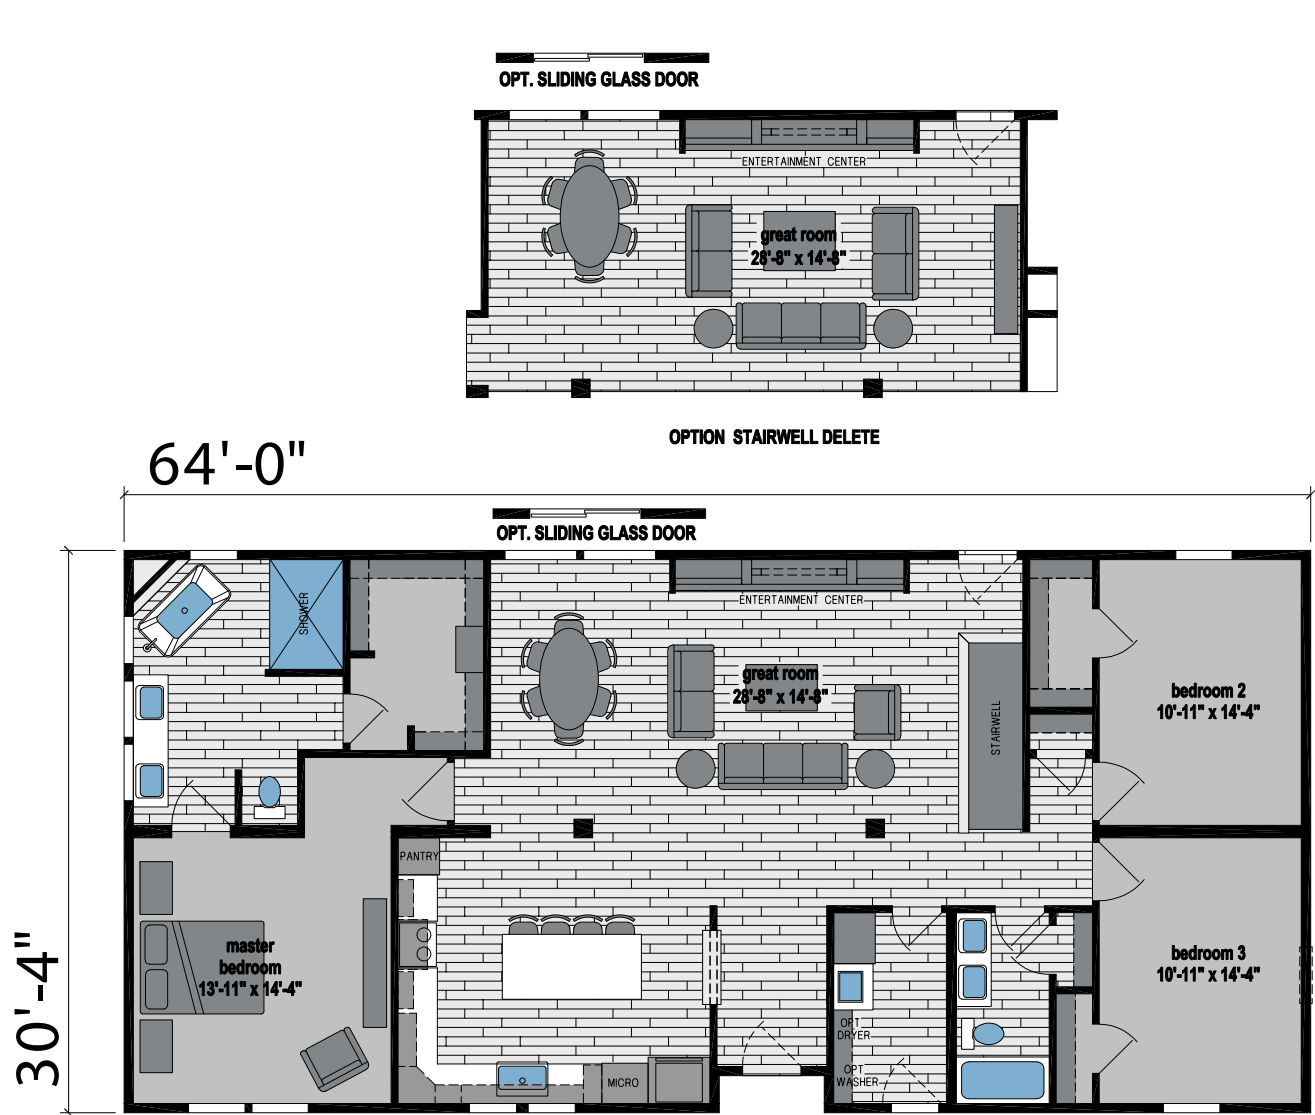 OPT. SLIDING GLASS DOOR
ENTERTAINMENT CENTER
great room
28'-8" x 14'-8"
OPTION STAIRWELL DELETE
64'-0"
OPT. SLIDING GLASS DOOR
SHOWER
ENTERTAINMENT CENTER
great room
28'-8" x 14'-8"
STAIRWELL
bedroom 2
10'-11" x 14'-4"
PANTRY
master
bedroom
13'-11" x 14'-4"
bedroom 3
10'-11" x 14'-4"
30'-4"
OPT
DRYER
OPT
WASHER
MICRO